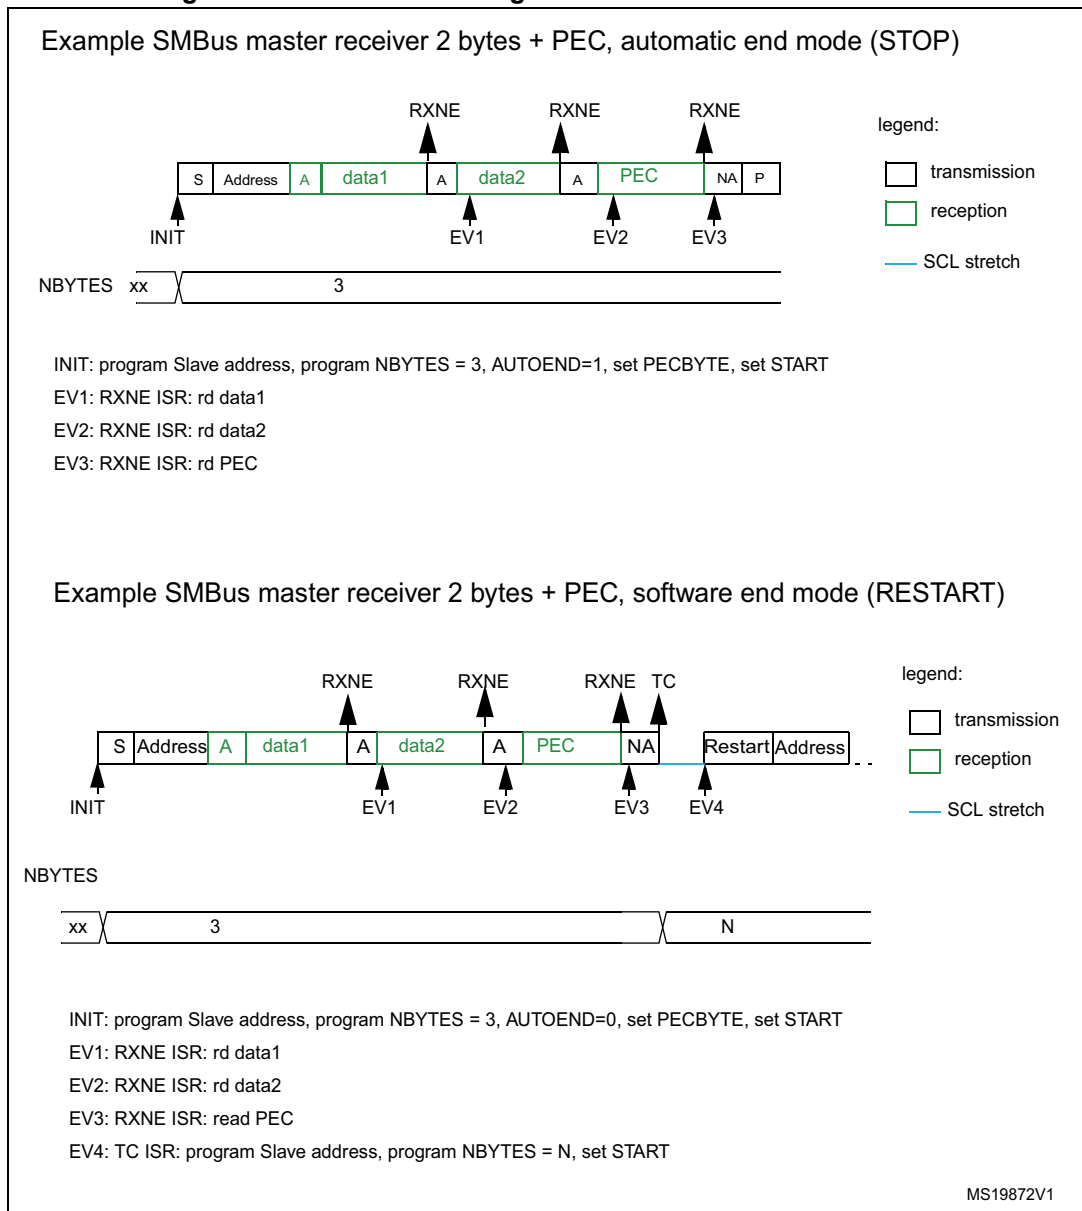 Example SMBus master receiver 2 bytes + PEC, automatic end mode (STOP)
RXNE RXNE RXNE
legend:
S Address A data1 A data2 A PEC NA P
transmission
reception
INIT EV1 EV2 EV3
SCL stretch
NBYTES xx 3
INIT: program Slave address, program NBYTES = 3, AUTOEND=1, set PECBYTE, set START
EV1: RXNE ISR: rd data1
EV2: RXNE ISR: rd data2
EV3: RXNE ISR: rd PEC
Example SMBus master receiver 2 bytes + PEC, software end mode (RESTART)
RXNE RXNE RXNE TC
legend:
transmission
S Address A data1 A data2 A PEC NA Restart Address
reception
INIT EV1 EV2 EV3 EV4
SCL stretch
NBYTES
xx 3 N
INIT: program Slave address, program NBYTES = 3, AUTOEND=0, set PECBYTE, set START
EV1: RXNE ISR: rd data1
EV2: RXNE ISR: rd data2
EV3: RXNE ISR: read PEC
EV4: TC ISR: program Slave address, program NBYTES = N, set START
MS19872V1